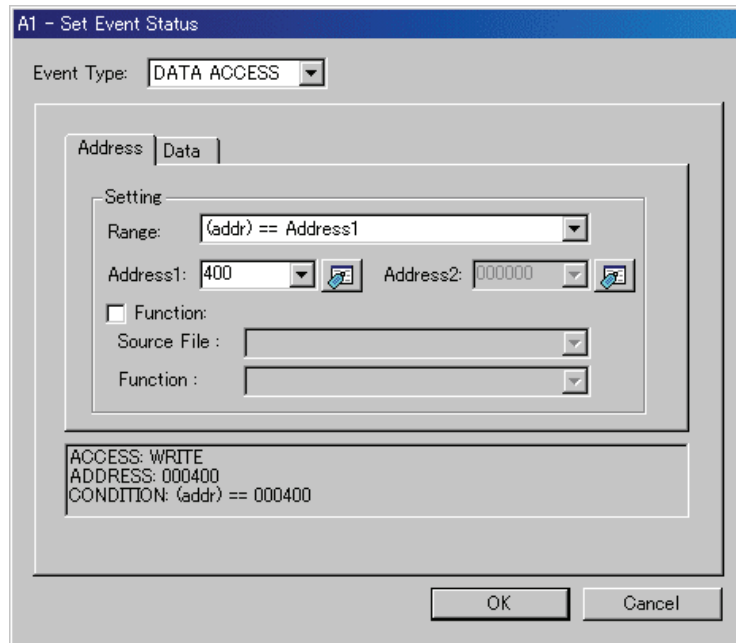 A1 - Set Event Status
Event Type: DATA ACCESS
Address Data
Setting
Range: (addr) == Address1
Address1: 400 Address2: 000000
Function:
Source File :
Function :
ACCESS: WRITE
ADDRESS: 000400
CONDITION: (addr) == 000400
OK Cancel